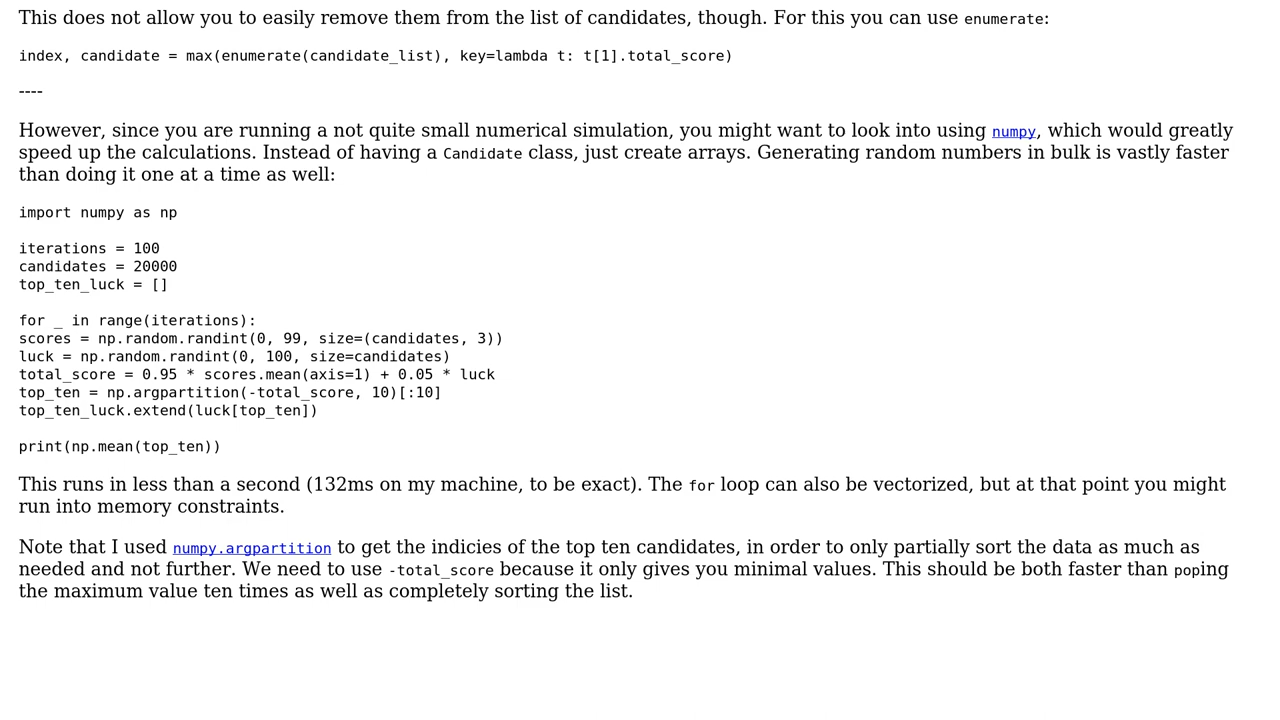 This does not allow you to easily remove them from the list of candidates, though. For this you can use enumerate:
index, candidate = max(enumerate(candidate_list), key=lambda t: t[1].total_score)
----
However, since you are running a not quite small numerical simulation, you might want to look into using numpy, which would greatly
speed up the calculations. Instead of having a Candidate class, just create arrays. Generating random numbers in bulk is vastly faster
than doing it one at a time as well:
import numpy as np
iterations = 100
candidates = 20000
top_ten_luck = []
for _ in range(iterations):
scores = np.random.randint(0, 99, size=(candidates, 3))
luck = np.random.randint(0, 100, size=candidates)
total_score = 0.95 * scores.mean(axis=1) + 0.05 * luck
top_ten = np.argpartition(-total_score, 10)[:10]
top_ten_luck.extend(luck[top_ten])
print(np.mean(top_ten))
This runs in less than a second (132ms on my machine, to be exact). The for loop can also be vectorized, but at that point you might
run into memory constraints.
Note that I used numpy.argpartition to get the indicies of the top ten candidates, in order to only partially sort the data as much as
needed and not further. We need to use -total_score because it only gives you minimal values. This should be both faster than poping
the maximum value ten times as well as completely sorting the list.